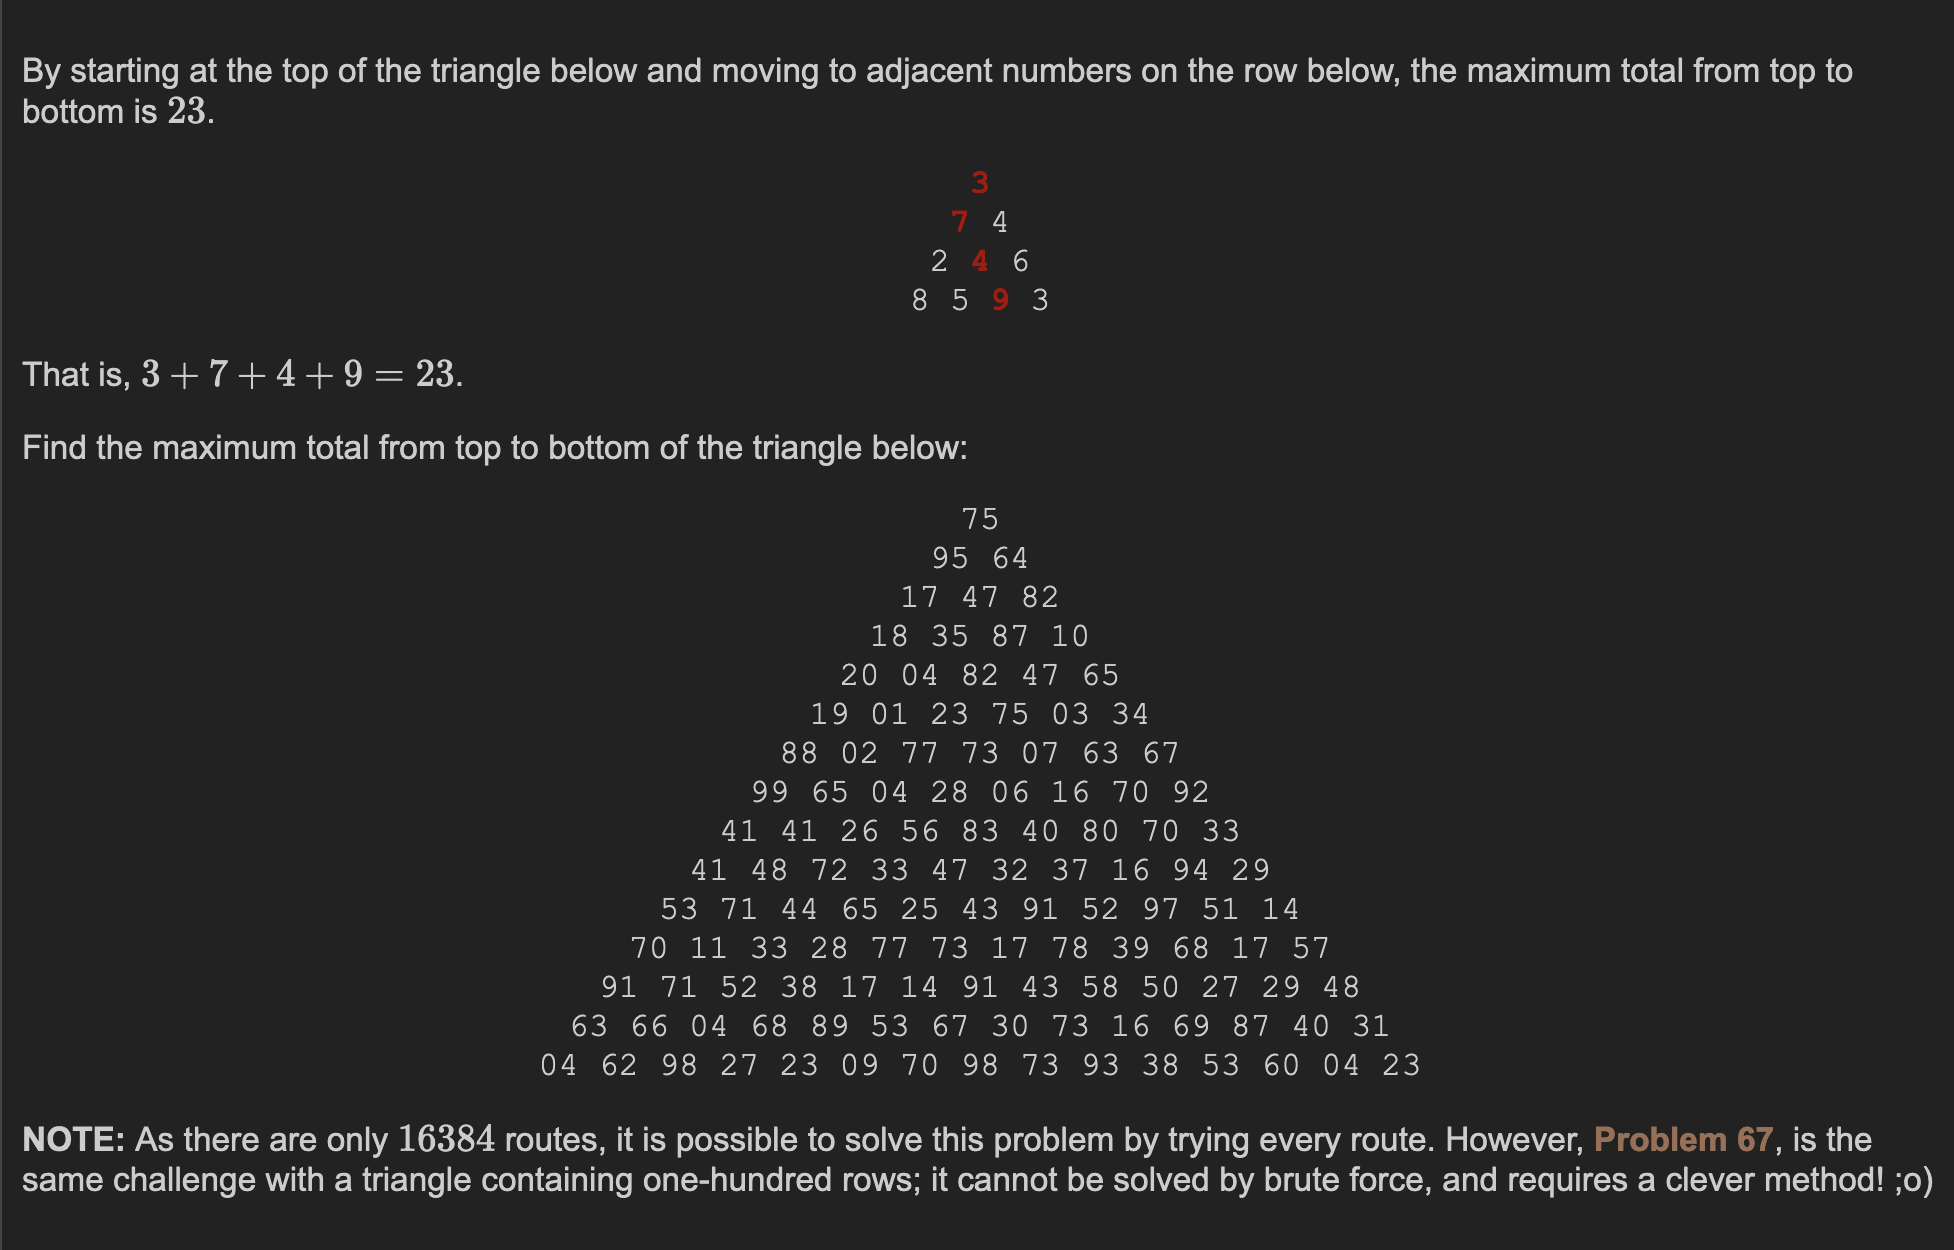 By starting at the top of the triangle below and moving to adjacent numbers on the row below, the maximum total from top to
bottom is 23.
3
7 4
2 4 6
8 5 9 3
That is, 3 + 7 + 4 + 9 = 23.
Find the maximum total from top to bottom of the triangle below:
75
95 64
17 47 82
18 35 87 10
20 04 82 47 65
19 01 23 75 03 34
88 02 77 73 07 63 67
99 65 04 28 06 16 70 92
41 41 26 56 83 40 80 70 33
41 48 72 33 47 32 37 16 94 29
53 71 44 65 25 43 91 52 97 51 14
70 11 33 28 77 73 17 78 39 68 17 57
91 71 52 38 17 14 91 43 58 50 27 29 48
63 66 04 68 89 53 67 30 73 16 69 87 40 31
04 62 98 27 23 09 70 98 73 93 38 53 60 04 23
NOTE: As there are only 16384 routes, it is possible to solve this problem by trying every route. However, Problem 67, is the
same challenge with a triangle containing one-hundred rows; it cannot be solved by brute force, and requires a clever method! ;o)